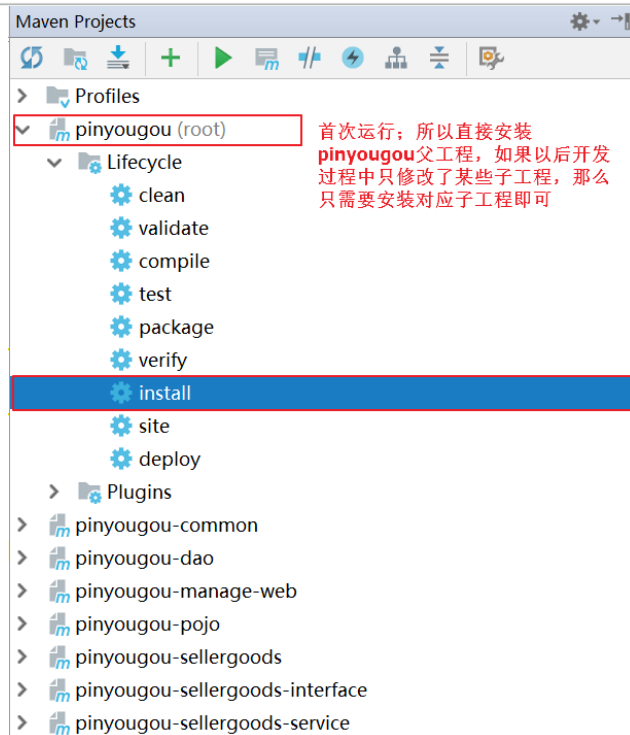 Maven Projects
Profiles
pinyougou (root)
首次运行；所以直接安装
pinyougou父工程，如果以后开发
过程中只修改了某些子工程，那么
只需要安装对应子工程即可
Lifecycle
clean
validate
compile
test
package
verify
install
site
deploy
Plugins
pinyougou-common
pinyougou-dao
pinyougou-manage-web
pinyougou-pojo
pinyougou-sellergoods
pinyougou-sellergoods-interface
pinyougou-sellergoods-service